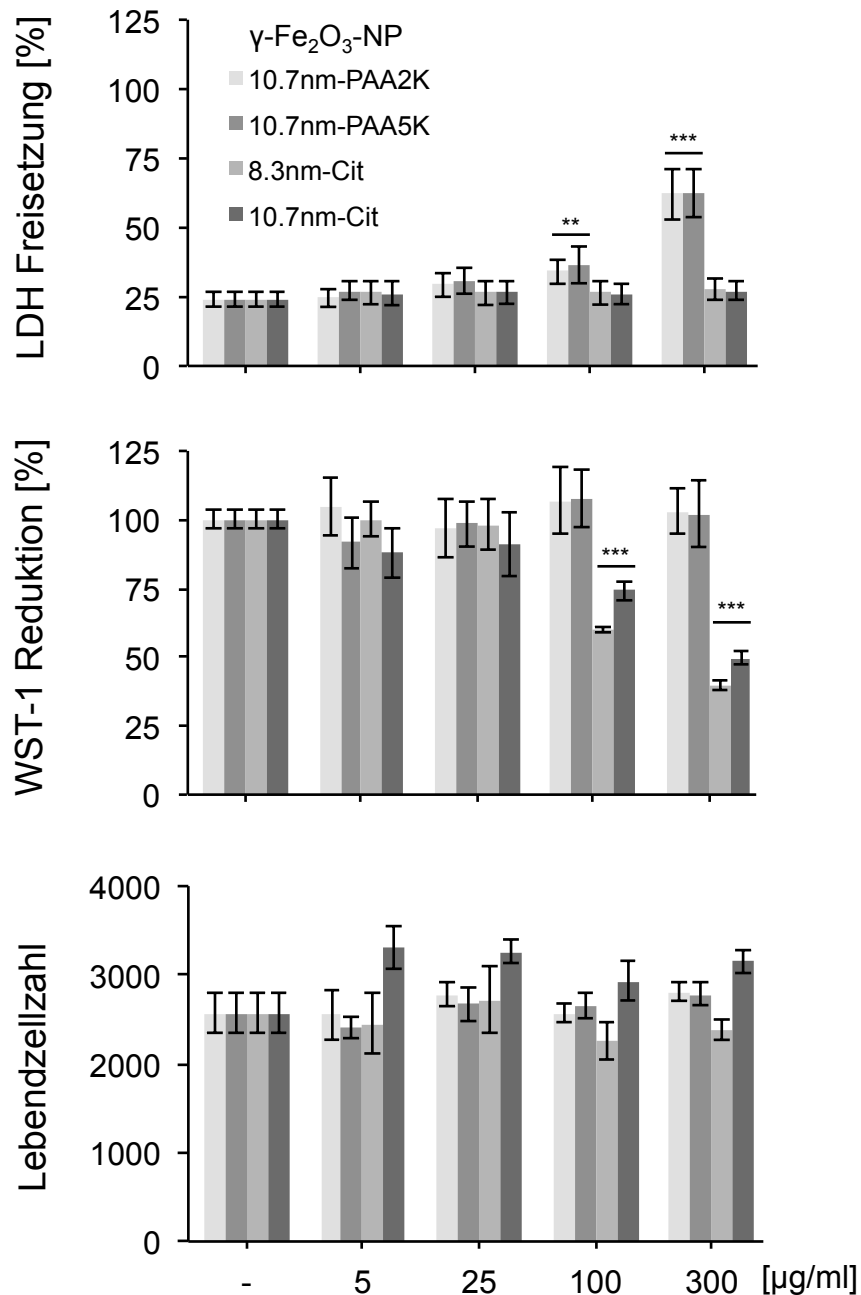 LDH Freisetzung [%]
125
100
75
50
25
0
γ-Fe₂O₃-NP
10.7nm-PAA2K
10.7nm-PAA5K
8.3nm-Cit
10.7nm-Cit
**
***
WST-1 Reduktion [%]
125
100
75
50
25
0
***
***
Lebendzellzahl
4000
3000
2000
1000
0
- 5 25 100 300 [µg/ml]